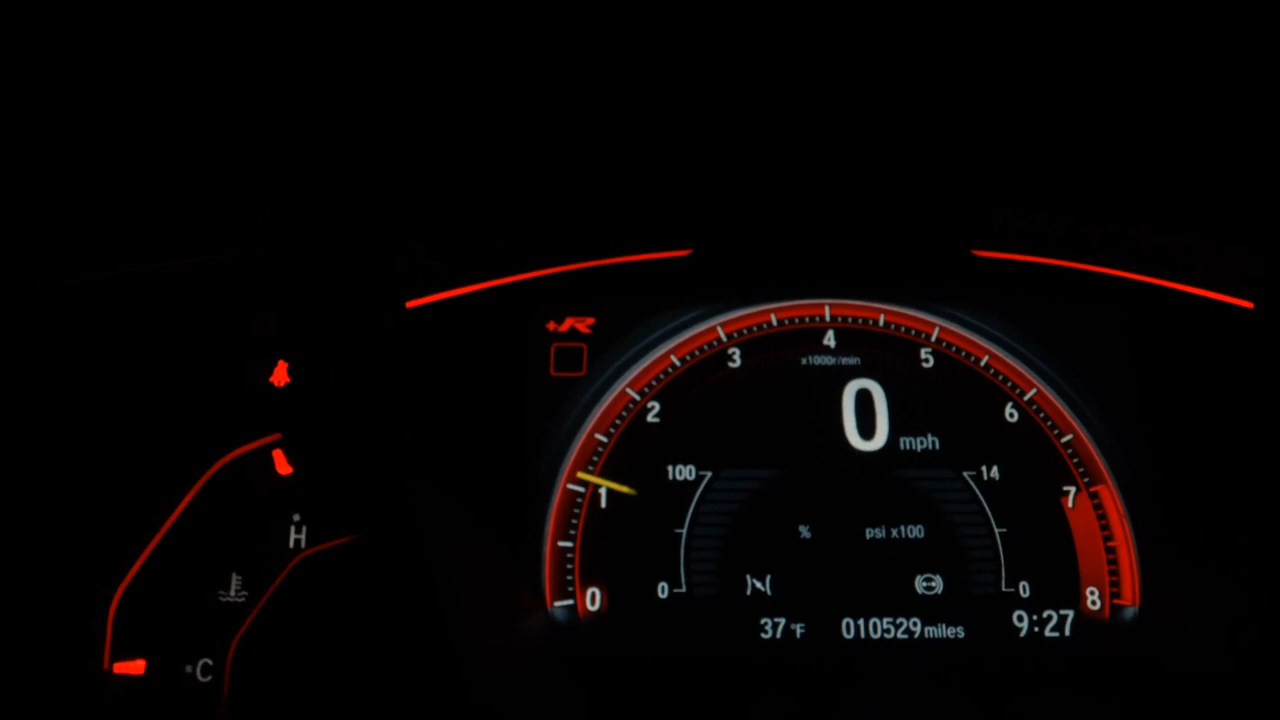 +R
4
3 5
x1000r/min
2 0 6
mph
100 14
1 7
% psi x100
H
0 0 0 8
37 °F 010529 miles 9:27
C